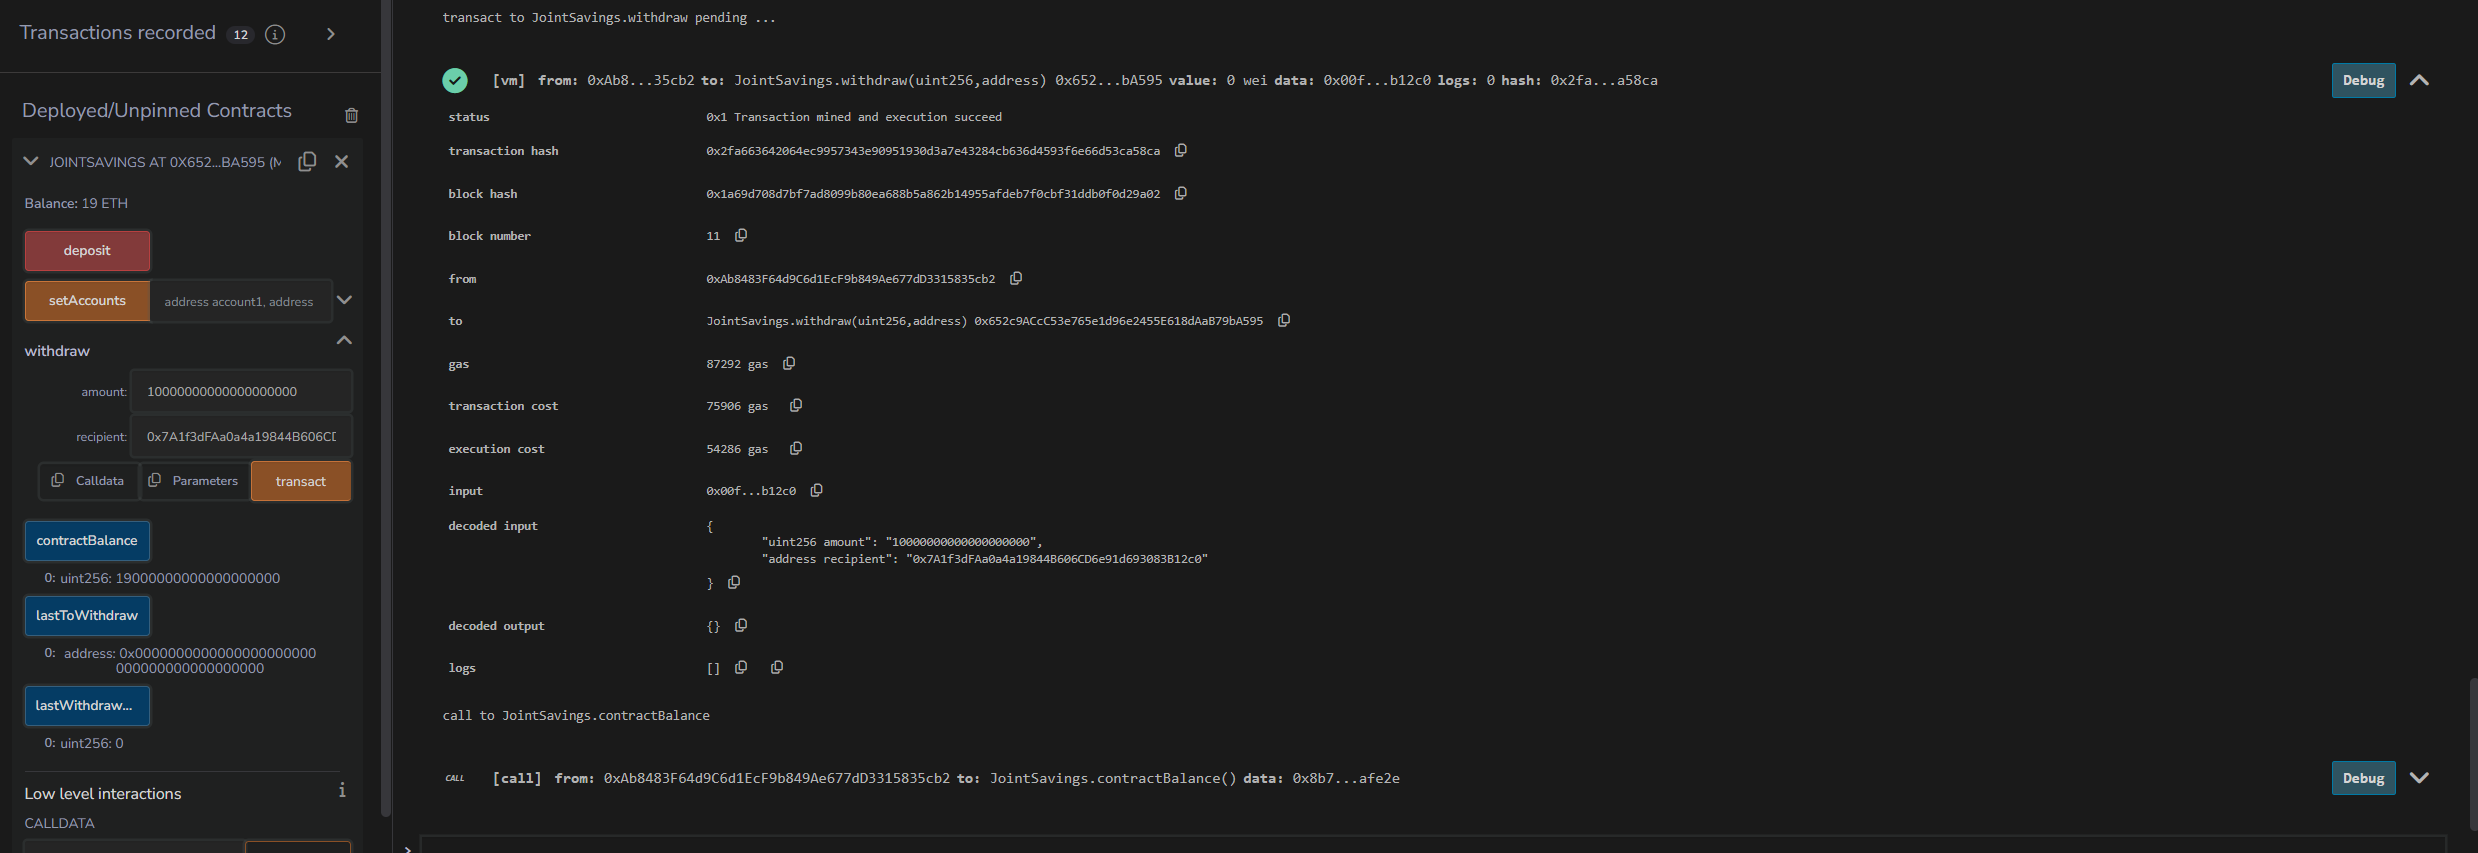 Transactions recorded 12
Deployed/Unpinned Contracts
JOINTSAVINGS AT 0X652...BA595 (M
Balance: 19 ETH
deposit
setAccounts address account1, address
withdraw
amount: 10000000000000000000
recipient: 0x7A1f3dFAa0a4a19844B606CD
Calldata Parameters transact
contractBalance
0: uint256: 19000000000000000000
lastToWithdraw
0: address: 0x0000000000000000000000
000000000000000000
lastWithdraw...
0: uint256: 0
Low level interactions
CALLDATA
transact to JointSavings.withdraw pending ...
[vm] from: 0xAb8...35cb2 to: JointSavings.withdraw(uint256,address) 0x652...bA595 value: 0 wei data: 0x00f...b12c0 logs: 0 hash: 0x2fa...a58ca
Debug
status 0x1 Transaction mined and execution succeed
transaction hash 0x2fa663642064ec9957343e90951930d3a7e43284cb636d4593f6e66d53ca58ca
block hash 0x1a69d708d7bf7ad8099b80ea688b5a862b14955afdeb7f0cbf31ddb0f0d29a02
block number 11
from 0xAb8483F64d9C6d1EcF9b849Ae677dD3315835cb2
to JointSavings.withdraw(uint256,address) 0x652c9ACcC53e765e1d96e2455E618dAaB79bA595
gas 87292 gas
transaction cost 75906 gas
execution cost 54286 gas
input 0x00f...b12c0
decoded input {
"uint256 amount": "10000000000000000000",
"address recipient": "0x7A1f3dFAa0a4a19844B606CD6e91d693083B12c0"
}
decoded output {}
logs []
call to JointSavings.contractBalance
CALL [call] from: 0xAb8483F64d9C6d1EcF9b849Ae677dD3315835cb2 to: JointSavings.contractBalance() data: 0x8b7...afe2e
Debug
>